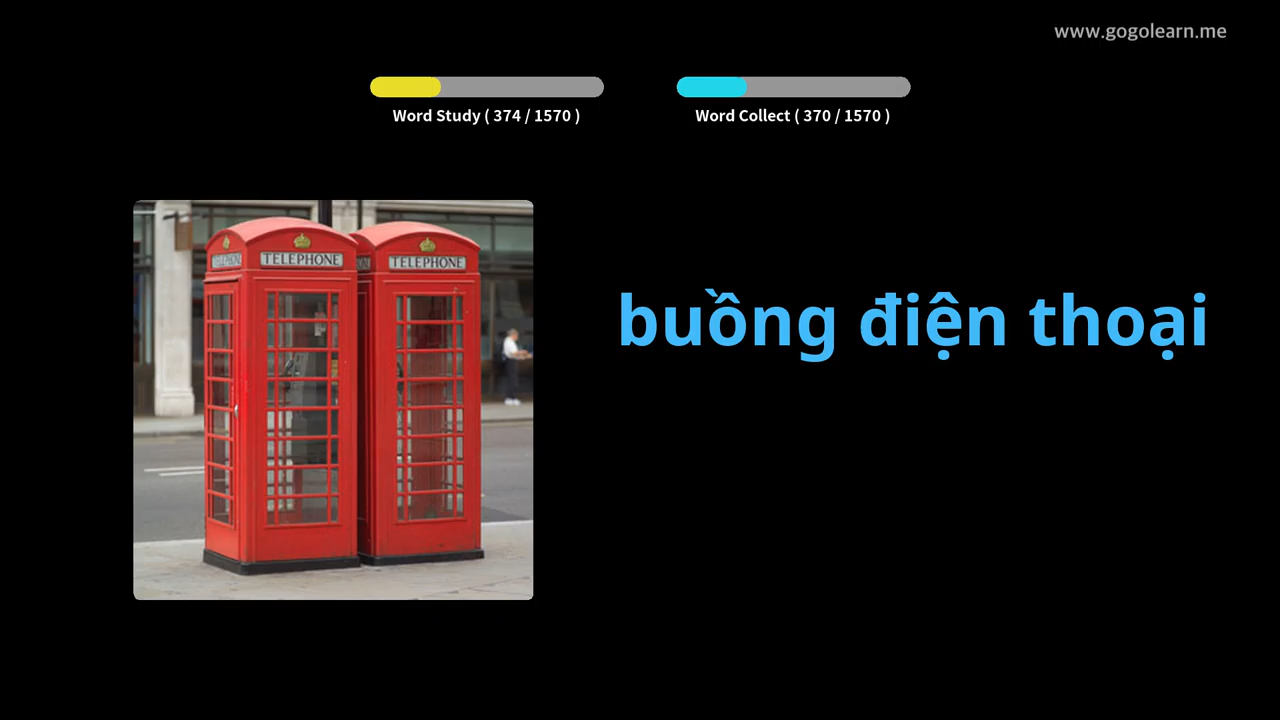 www.gogolearn.me
Word Study ( 374 / 1570 )
Word Collect ( 370 / 1570 )
TELEPHONE
TELEPHONE
buồng điện thoại